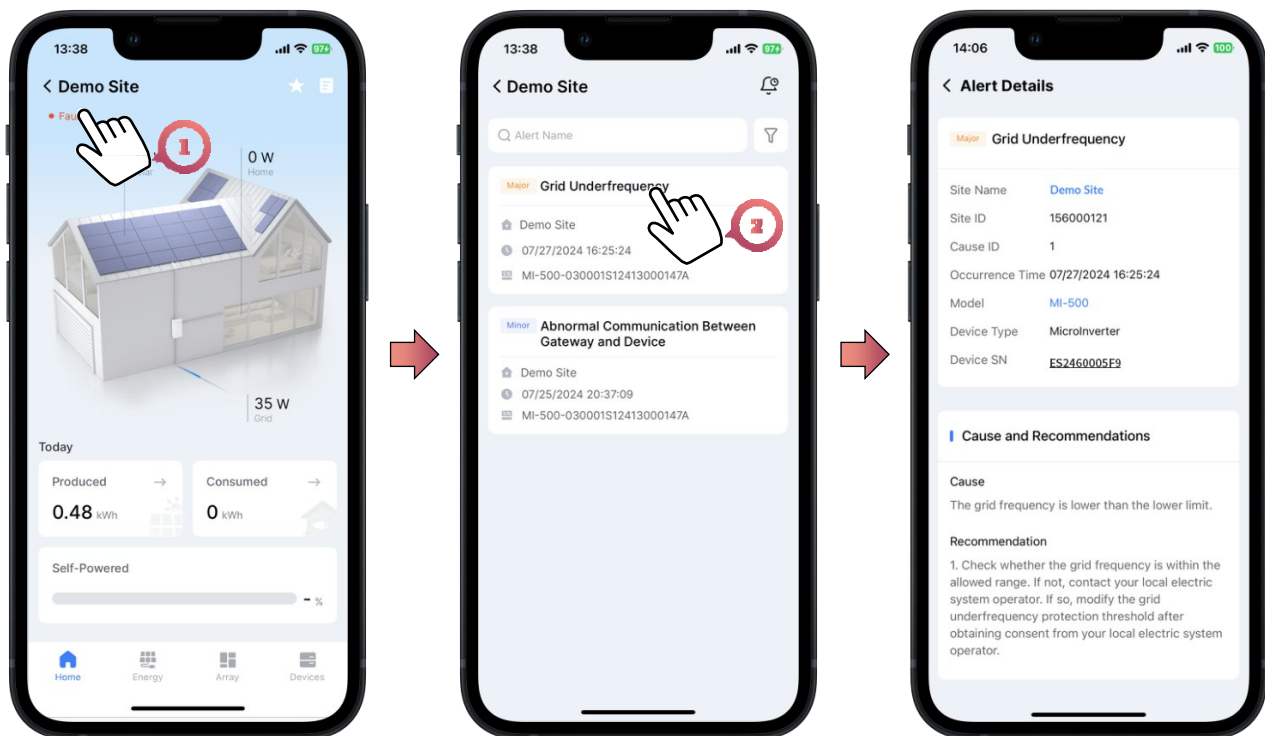 13:38
97
Demo Site
1
0 W
Home
35 W
Grid
Today
Produced
0.48 kWh
Consumed
0 kWh
Self-Powered
- %
Home
Energy
Array
Devices
13:38
97
Demo Site
Alert Name
Major Grid Underfrequency
Demo Site
07/27/2024 16:25:24
MI-500-030001S12413000147A
2
Minor Abnormal Communication Between
Gateway and Device
Demo Site
07/25/2024 20:37:09
MI-500-030001S12413000147A
14:06
100
Alert Details
Major Grid Underfrequency
Site Name Demo Site
Site ID 156000121
Cause ID 1
Occurrence Time 07/27/2024 16:25:24
Model MI-500
Device Type MicroInverter
Device SN ES2460005F9
Cause and Recommendations
Cause
The grid frequency is lower than the lower limit.
Recommendation
1. Check whether the grid frequency is within the
allowed range. If not, contact your local electric
system operator. If so, modify the grid
underfrequency protection threshold after
obtaining consent from your local electric system
operator.